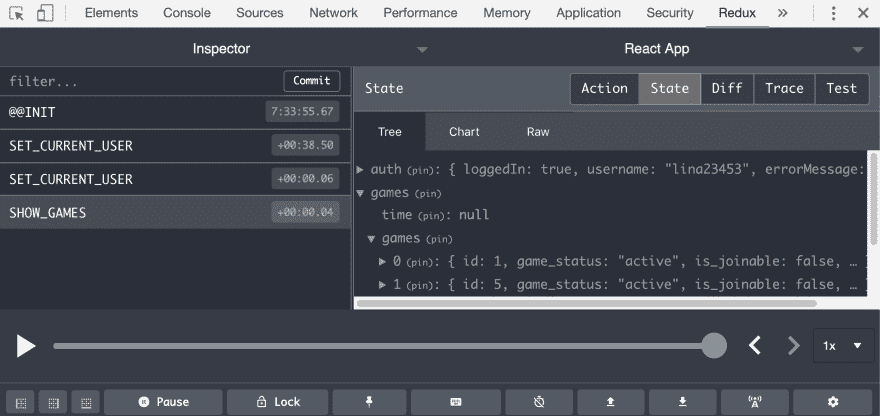 Elements Console Sources Network Performance Memory Application Security Redux »
Inspector React App
filter... Commit
@@INIT 7:33:55.67
SET_CURRENT_USER +00:38.50
SET_CURRENT_USER +00:00.06
SHOW_GAMES +00:00.04
State Action State Diff Trace Test
Tree Chart Raw
auth (pin): { loggedIn: true, username: "lina23453", errorMessage:
games (pin)
time (pin): null
games (pin)
0 (pin): { id: 1, game_status: "active", is_joinable: false, …
1 (pin): { id: 5, game_status: "active", is_joinable: false, …
1x
Pause Lock